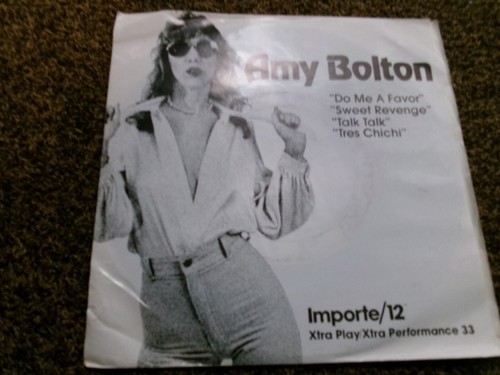 Amy Bolton
"Do Me A Favor"
"Sweet Revenge"
"Talk Talk"
"Tres Chichi"
Importe/12
Xtra Play/Xtra Performance 33